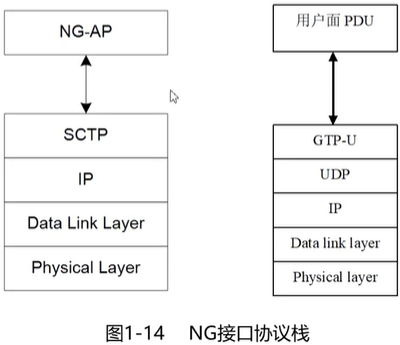 NG-AP
SCTP
IP
Data Link Layer
Physical Layer
用户面 PDU
GTP-U
UDP
IP
Data link layer
Physical layer
图1-14 NG接口协议栈